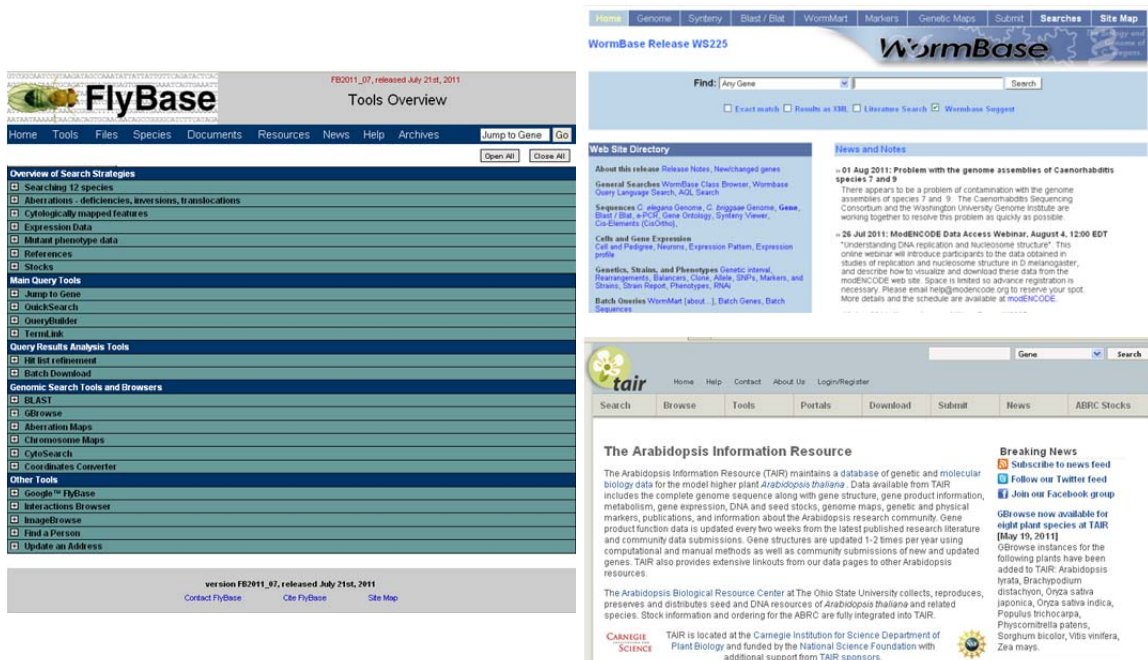 FB2011_07, released July 21st, 2011
FlyBase
Tools Overview
Home Tools Files Species Documents Resources News Help Archives Jump to Gene Go
Open All Close All
Overview of Search Strategies
Searching 12 species
Aberrations - deficiencies, inversions, translocations
Cytologically mapped features
Expression Data
Mutant phenotype data
References
Stocks
Main Query Tools
Jump to Gene
QuickSearch
QueryBuilder
TermLink
Query Results Analysis Tools
Hit list refinement
Batch Download
Genomic Search Tools and Browsers
BLAST
GBrowse
Aberration Maps
Chromosome Maps
CytoSearch
Coordinates Converter
Other Tools
Google™ FlyBase
Interactions Browser
ImageBrowse
Find a Person
Update an Address
version FB2011_07, released July 21st, 2011
Contact FlyBase Cite FlyBase Site Map
Home Genome Synteny Blast / Blat WormMart Markers Genetic Maps Submit Searches Site Map
WormBase Release WS225
WormBase
Find: Any Gene Search
Exact match Results as XML Literature Search Wormbase Suggest
Web Site Directory
About this release Release Notes, New/changed genes
General Searches WormBase Class Browser, Wormbase
Query Language Search, AQL Search
Sequences C. elegans Genome, C. briggsae Genome, Gene,
Blast / Blat, e-PCR, Gene Ontology, Synteny Viewer,
Cis-Elements (CisOrtho),
Cells and Gene Expression
Cell and Pedigree, Neurons, Expression Pattern, Expression
profile
Genetics, Strains, and Phenotypes Genetic interval,
Rearrangements, Balancers, Clone, Allele, SNPs, Markers, and
Strains, Strain Report, Phenotypes, RNAi
Batch Queries WormMart [about...], Batch Genes, Batch
Sequences
News and Notes
» 01 Aug 2011: Problem with the genome assemblies of Caenorhabditis
species 7 and 9
There appears to be a problem of contamination with the genome
assemblies of species 7 and 9. The Caenorhabditis Sequencing
Consortium and the Washington University Genome Institute are
working together to resolve this problem as quickly as possible.
» 26 Jul 2011: ModENCODE Data Access Webinar, August 4, 12:00 EDT
"Understanding DNA replication and Nucleosome structure". This
online webinar will introduce participants to the data obtained in
studies of replication and nucleosome structure in D melanogaster,
and describe how to visualize and download these data from the
modENCODE web site. Space is limited so advance registration is
necessary. Please email help@modencode.org to reserve your spot.
More details and the schedule are available at modENCODE.
Gene Search
tair
Home Help Contact About Us Login/Register
Search Browse Tools Portals Download Submit News ABRC Stocks
The Arabidopsis Information Resource
The Arabidopsis Information Resource (TAIR) maintains a database of genetic and molecular
biology data for the model higher plant Arabidopsis thaliana. Data available from TAIR
includes the complete genome sequence along with gene structure, gene product information,
metabolism, gene expression, DNA and seed stocks, genome maps, genetic and physical
markers, publications, and information about the Arabidopsis research community. Gene
product function data is updated every two weeks from the latest published research literature
and community data submissions. Gene structures are updated 1-2 times per year using
computational and manual methods as well as community submissions of new and updated
genes. TAIR also provides extensive linkouts from our data pages to other Arabidopsis
resources.
The Arabidopsis Biological Resource Center at The Ohio State University collects, reproduces,
preserves and distributes seed and DNA resources of Arabidopsis thaliana and related
species. Stock information and ordering for the ABRC are fully integrated into TAIR.
CARNEGIE
SCIENCE
TAIR is located at the Carnegie Institution for Science Department of
Plant Biology and funded by the National Science Foundation with
additional support from TAIR sponsors.
Breaking News
Subscribe to news feed
Follow our Twitter feed
Join our Facebook group
GBrowse now available for
eight plant species at TAIR
[May 19, 2011]
GBrowse instances for the
following plants have been
added to TAIR: Arabidopsis
lyrata, Brachypodium
distachyon, Oryza sativa
japonica, Oryza sativa indica,
Populus trichocarpa,
Physcomitrella patens,
Sorghum bicolor, Vitis vinifera,
Zea mays.